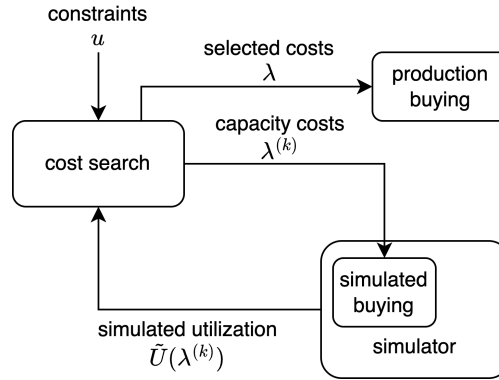 constraints
u
selected costs
λ
production
buying
capacity costs
λ^(k)
cost search
simulated
buying
simulator
simulated utilization
Ũ(λ^(k))